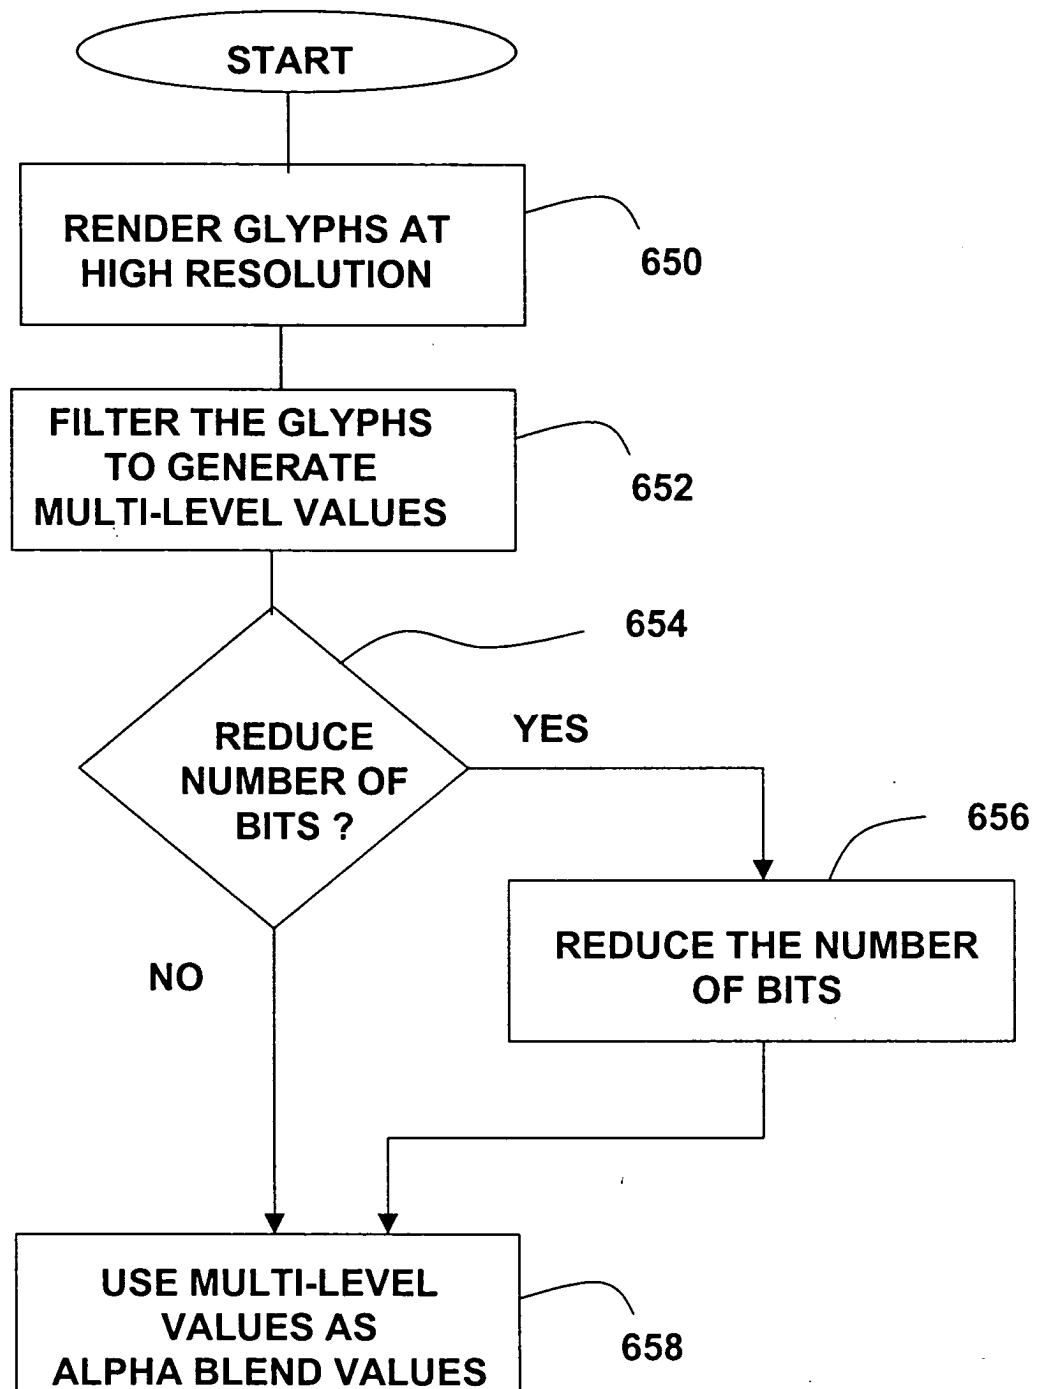 START
RENDER GLYPHS AT
HIGH RESOLUTION
650
FILTER THE GLYPHS
TO GENERATE
MULTI-LEVEL VALUES
652
654
REDUCE
NUMBER OF
BITS ?
YES
656
REDUCE THE NUMBER
OF BITS
NO
USE MULTI-LEVEL
VALUES AS
ALPHA BLEND VALUES
658